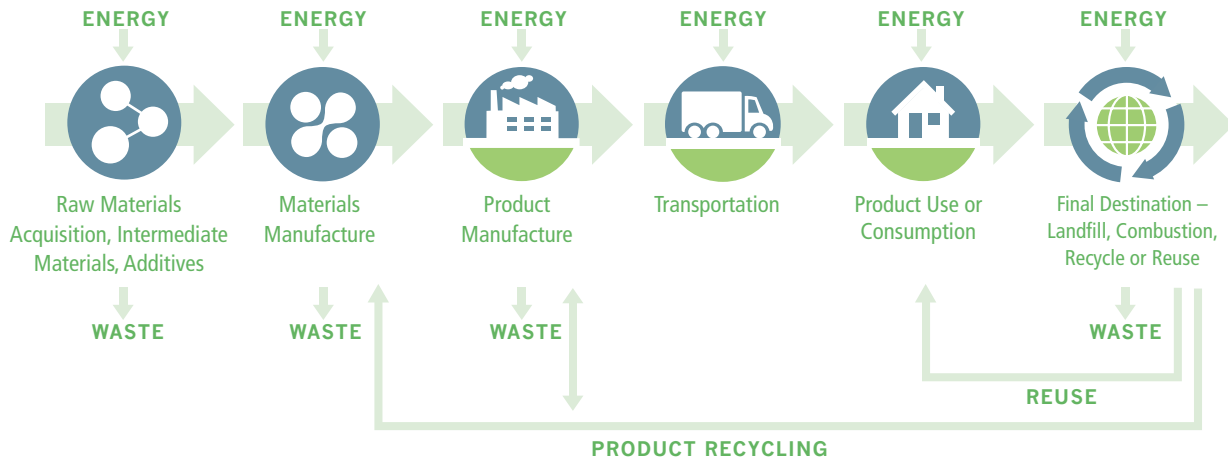 ENERGY
ENERGY
ENERGY
ENERGY
ENERGY
ENERGY
Raw Materials
Acquisition, Intermediate
Materials, Additives
Materials
Manufacture
Product
Manufacture
Transportation
Product Use or
Consumption
Final Destination –
Landfill, Combustion,
Recycle or Reuse
WASTE
WASTE
WASTE
WASTE
REUSE
PRODUCT RECYCLING